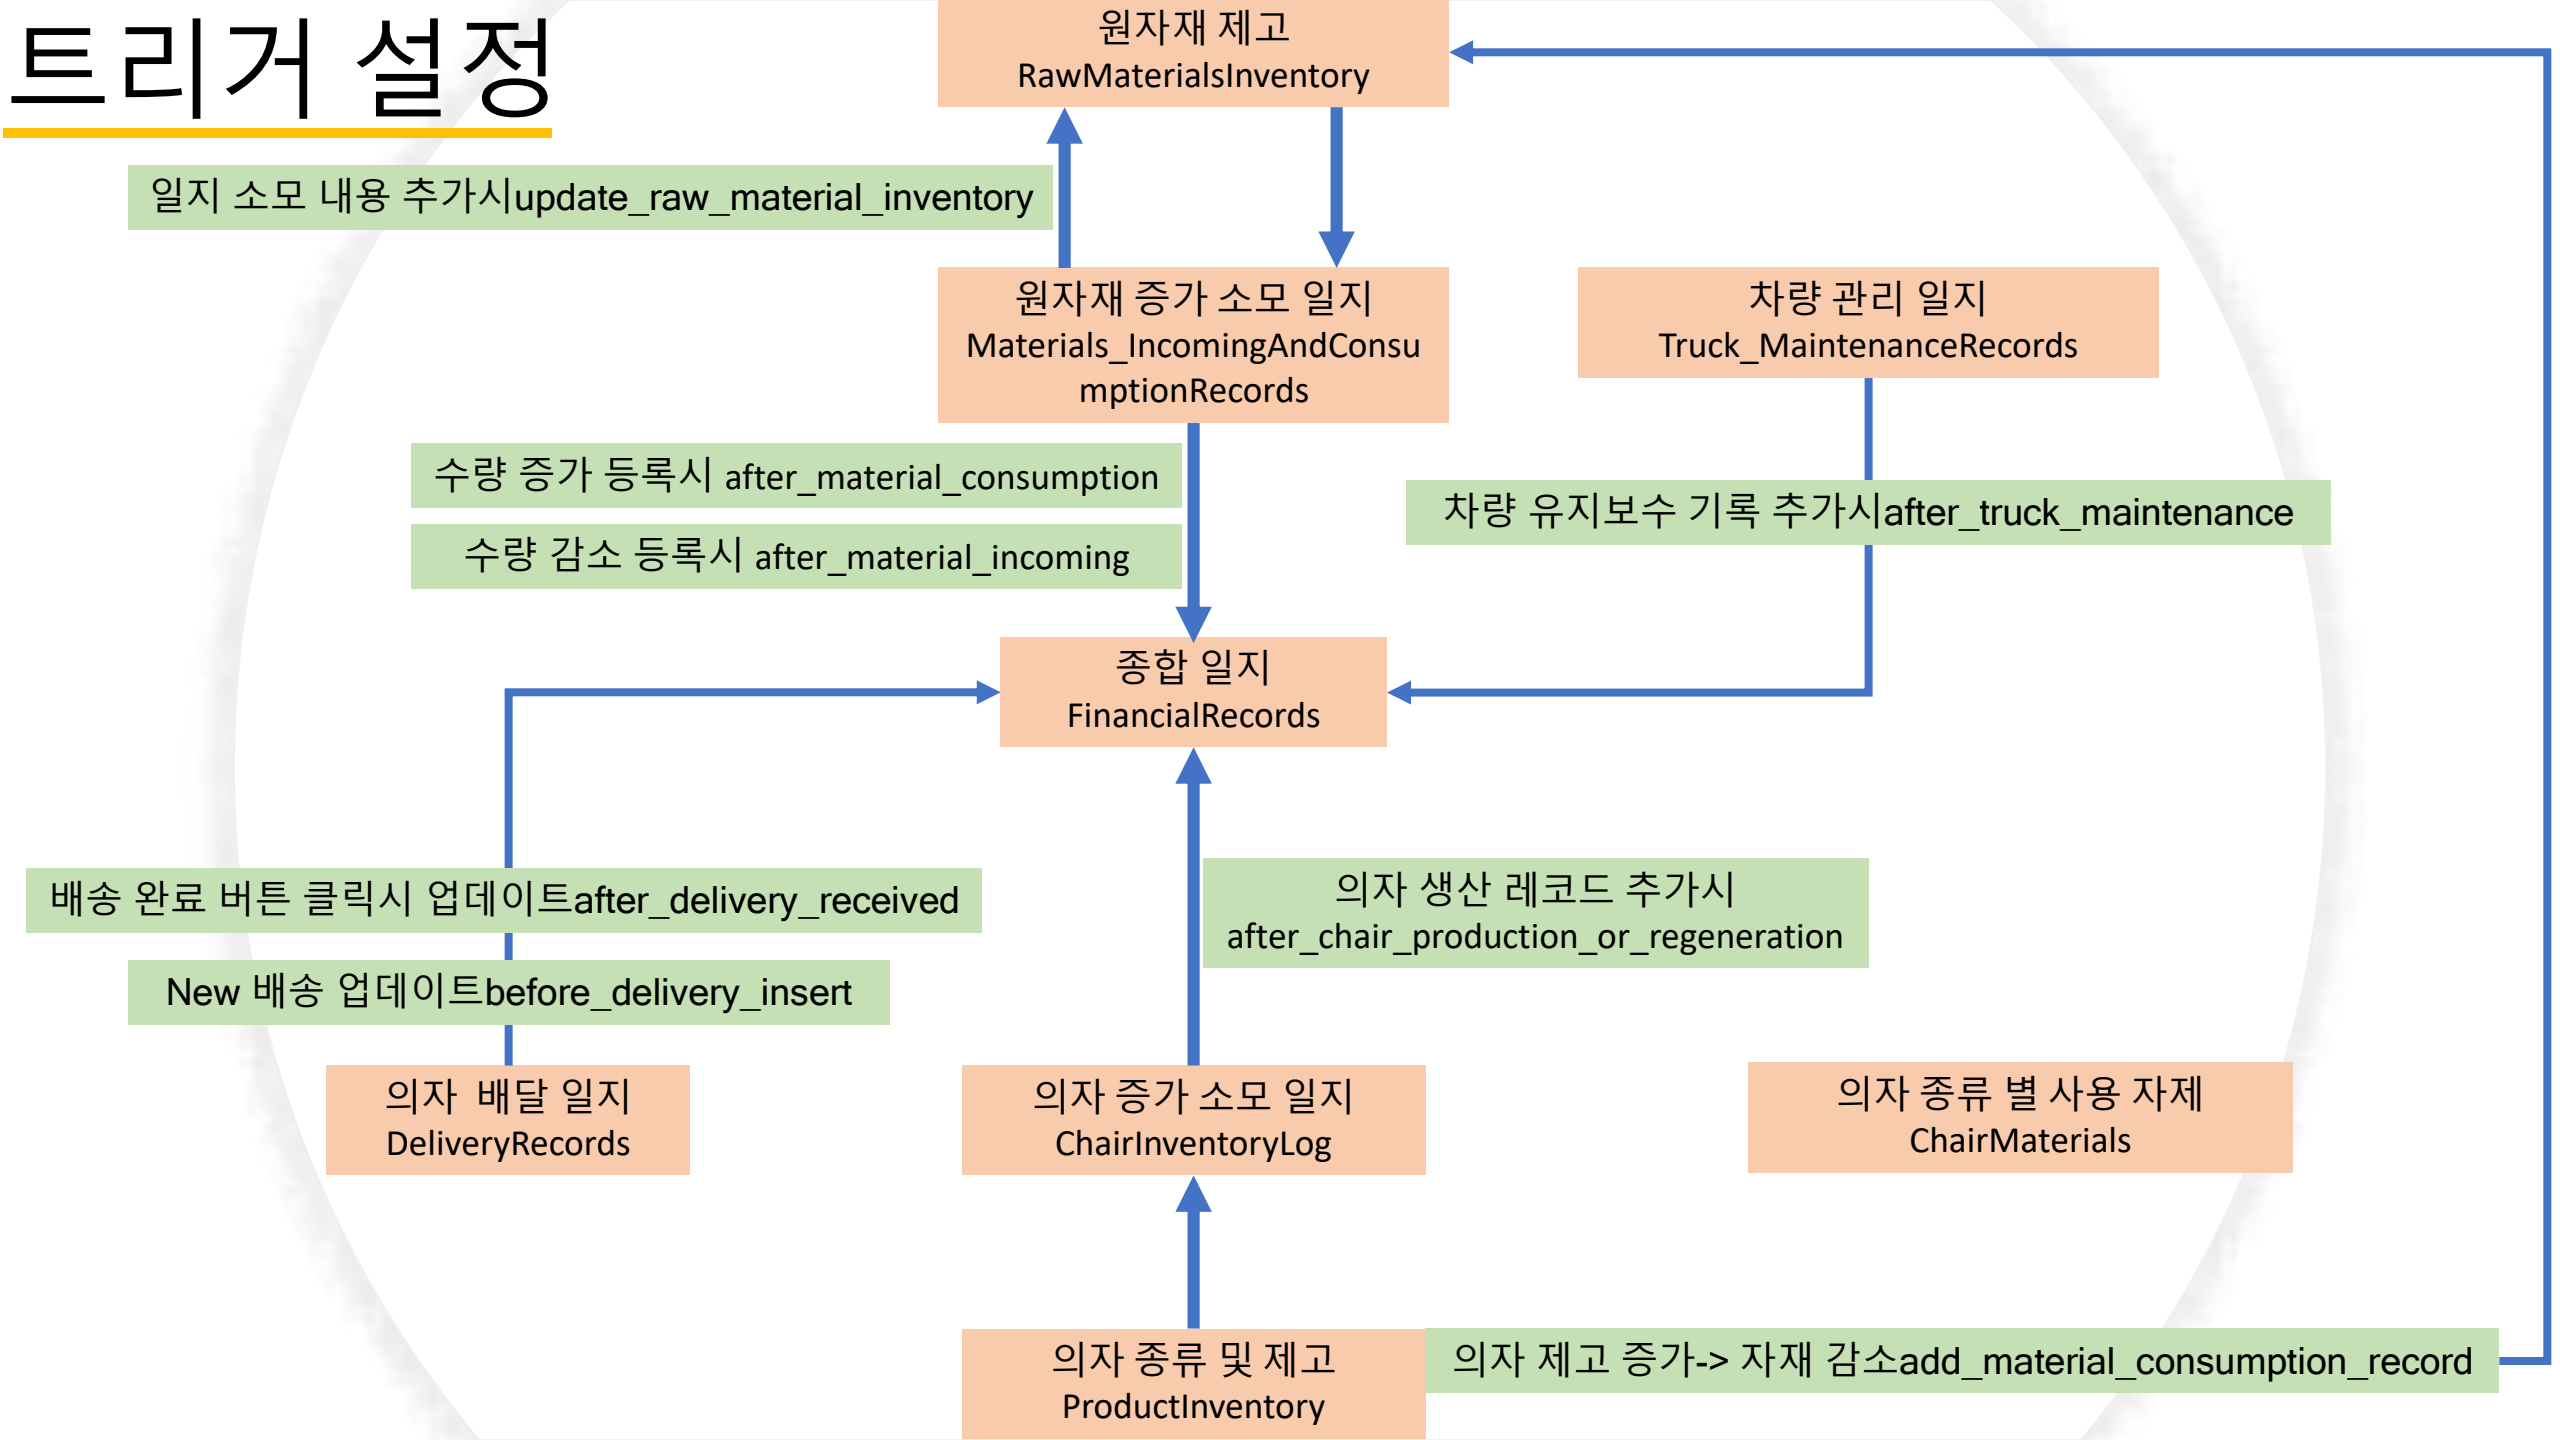 트리거 설정
원자재 제고
RawMaterialsInventory
일지 소모 내용 추가시update_raw_material_inventory
원자재 증가 소모 일지
Materials_IncomingAndConsu
mptionRecords
차량 관리 일지
Truck_MaintenanceRecords
수량 증가 등록시 after_material_consumption
수량 감소 등록시 after_material_incoming
차량 유지보수 기록 추가시after_truck_maintenance
종합 일지
FinancialRecords
배송 완료 버튼 클릭시 업데이트after_delivery_received
New 배송 업데이트before_delivery_insert
의자 생산 레코드 추가시
after_chair_production_or_regeneration
의자  배달 일지
DeliveryRecords
의자 증가 소모 일지
ChairInventoryLog
의자 종류 별 사용 자제
ChairMaterials
의자 종류 및 제고
ProductInventory
의자 제고 증가-> 자재 감소add_material_consumption_record